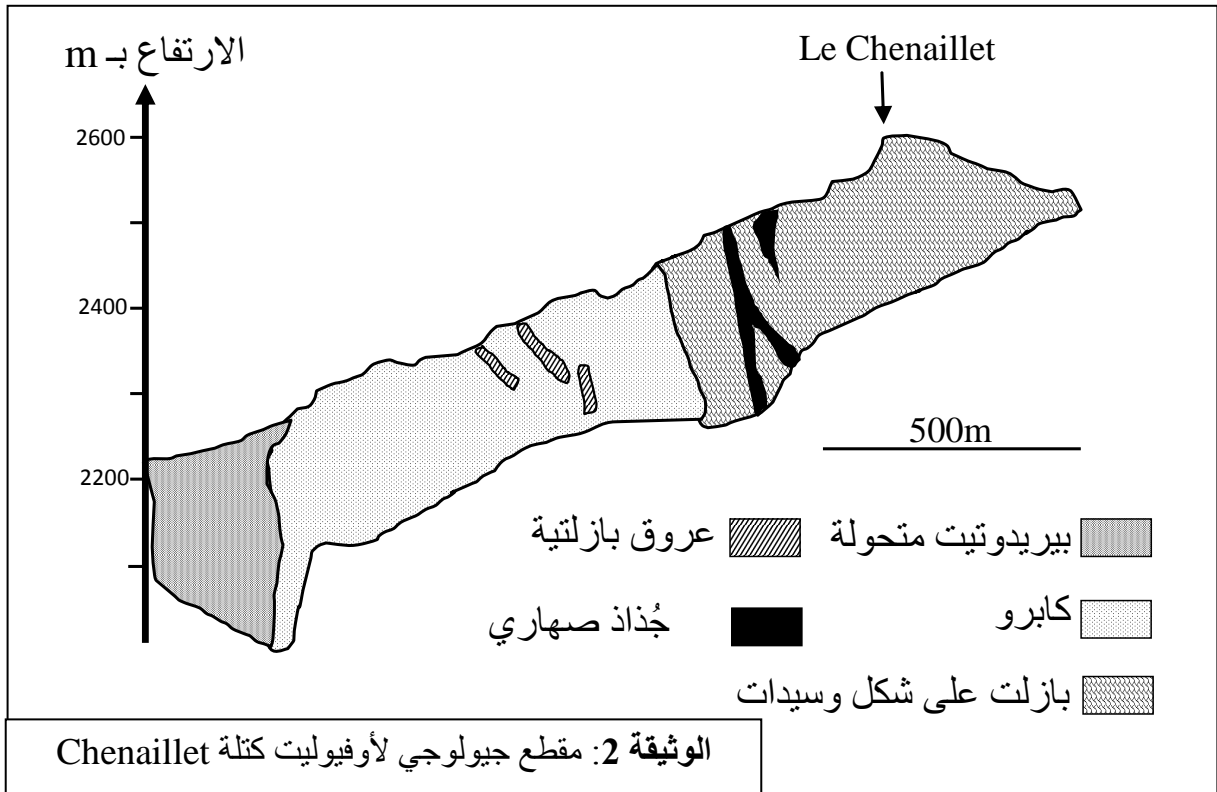 الارتفاع بـ m
Le Chenaillet
2600
2400
2200
500m
بيريدوتيت متحولة
عروق بازلتية
كابرو
جُذاذ صهاري
بازلت على شكل وسيدات
الوثيقة 2: مقطع جيولوجي لأوفيوليت كتلة Chenaillet